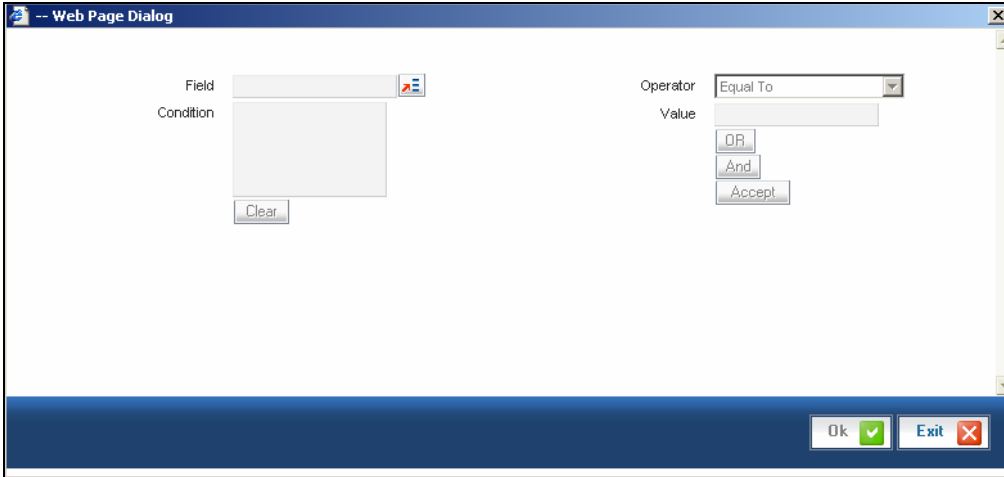 -- Web Page Dialog
Field
Operator
Equal To
Condition
Value
OR
And
Accept
Clear
Ok
Exit